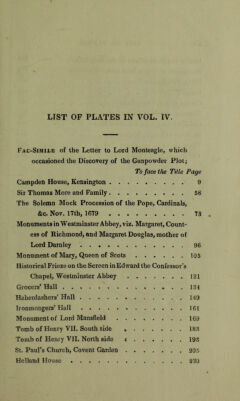 LIST OF PLATES IN VOL. IV.
Fac-Simile of the Letter to Lord Monteagle, which
occasioned the Discovery of the Gunpowder Plot;
To face the Title Page
Campden House, Kensington . . . . . . . . . 9
Sir Thomas More and Family . . . . . . . . . 56
The Solemn Mock Procession of the Pope, Cardinals,
&c. Nov. 17th, 1679 . . . . . . . . 73
Monuments in Westminster Abbey, viz. Margaret, Count-
ess of Richmond, and Margaret Douglas, mother of
Lord Darnley . . . . . . . . . . 96
Monument of Mary, Queen of Scots . . . . . . 105
Historical Frieze on the Screen in Edward the Confessor's
Chapel, Westminster Abbey . . . . . . . 121
Grocers' Hall . . . . . . . . . . . . 134
Haberdashers' Hall . . . . . . . . . . . 149
Ironmongers' Hall . . . . . . . . . . . 161
Monument of Lord Mansfield . . . . . . . 169
Tomb of Henry VII. South side . . . . . . . 183
Tomb of Henry VII. North side . . . . . . . 193
St. Paul's Church, Covent Garden . . . . . . 205
Holland House . . . . . . . . . . . . 220